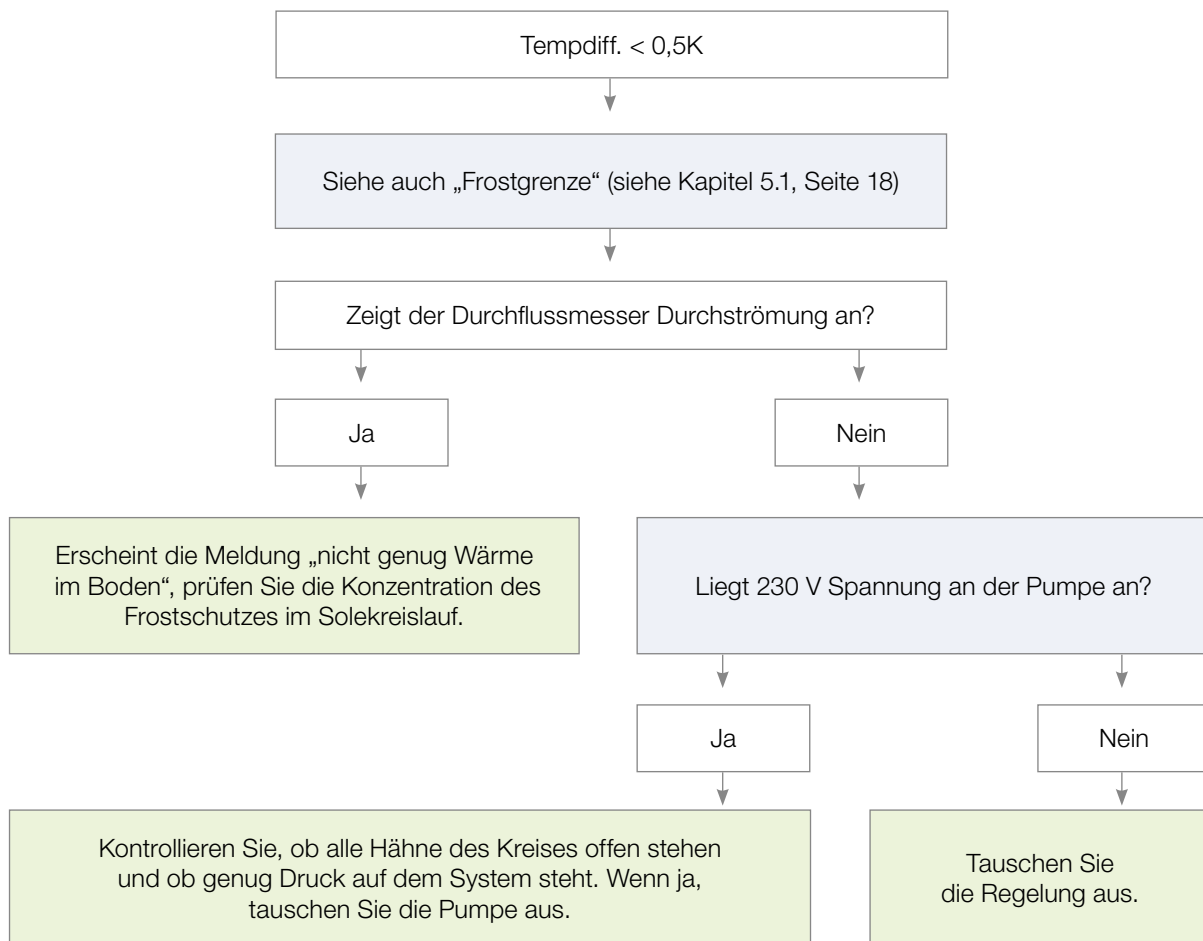 Tempdiff. < 0,5K
Siehe auch „Frostgrenze“ (siehe Kapitel 5.1, Seite 18)
Zeigt der Durchflussmesser Durchströmung an?
Ja
Nein
Erscheint die Meldung „nicht genug Wärme
im Boden“, prüfen Sie die Konzentration des
Frostschutzes im Solekreislauf.
Liegt 230 V Spannung an der Pumpe an?
Ja
Nein
Kontrollieren Sie, ob alle Hähne des Kreises offen stehen
und ob genug Druck auf dem System steht. Wenn ja,
tauschen Sie die Pumpe aus.
Tauschen Sie
die Regelung aus.